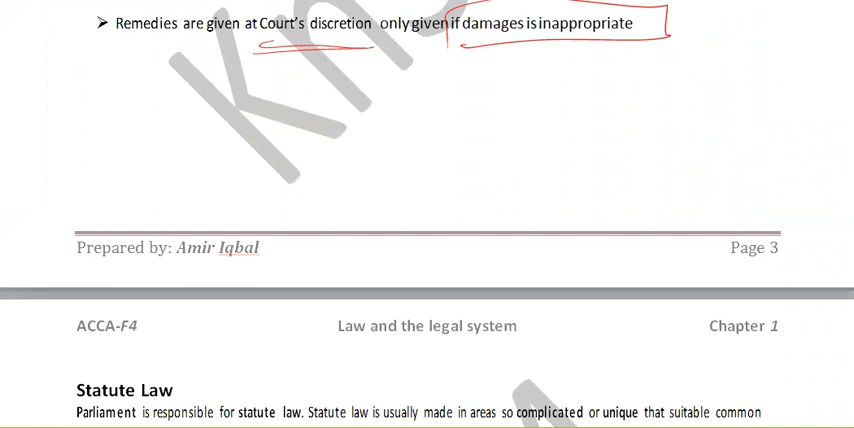 ➢ Remedies are given at Court's discretion only given if damages is inappropriate
Prepared by: Amir Iqbal Page 3
ACCA-F4 Law and the legal system Chapter 1
Statute Law
Parliament is responsible for statute law. Statute law is usually made in areas so complicated or unique that suitable common